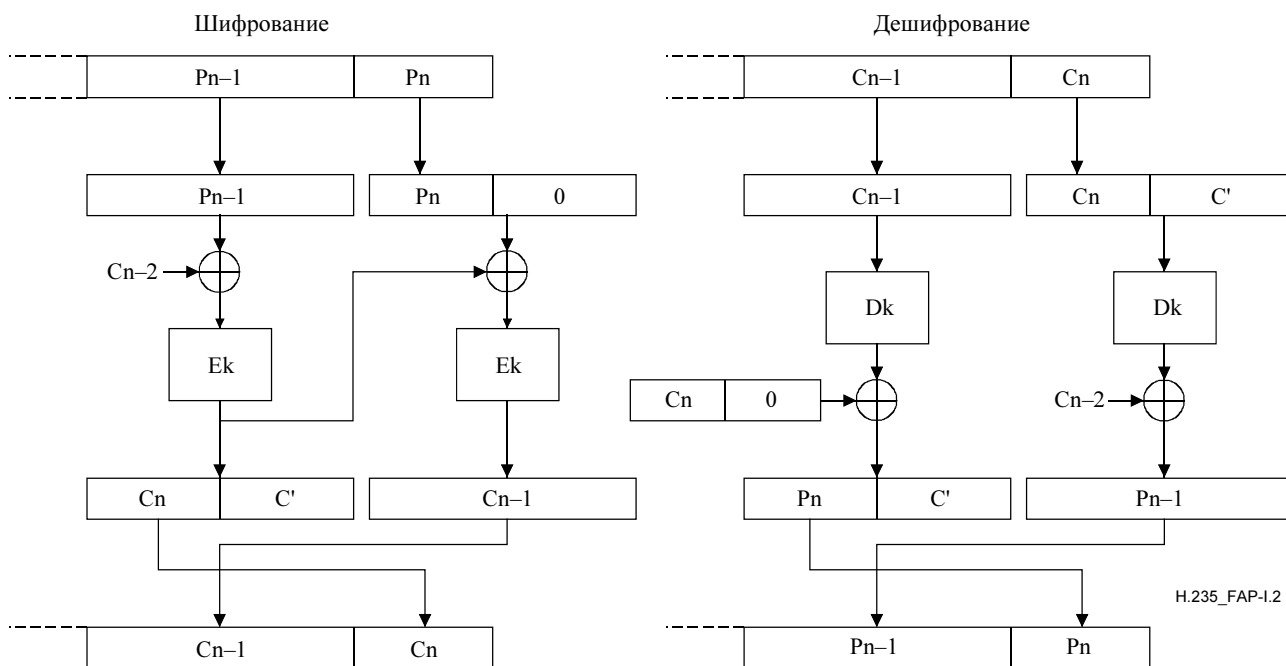 Шифрование Дешифрование
Pn–1 Pn Cn–1 Cn
Pn–1 Pn 0 Cn–1 Cn C'
Cn–2
Ek Ek Dk Dk
Cn 0 Cn–2
Cn C' Cn–1 Pn C' Pn–1
H.235_FAP-I.2
Cn–1 Cn Pn–1 Pn